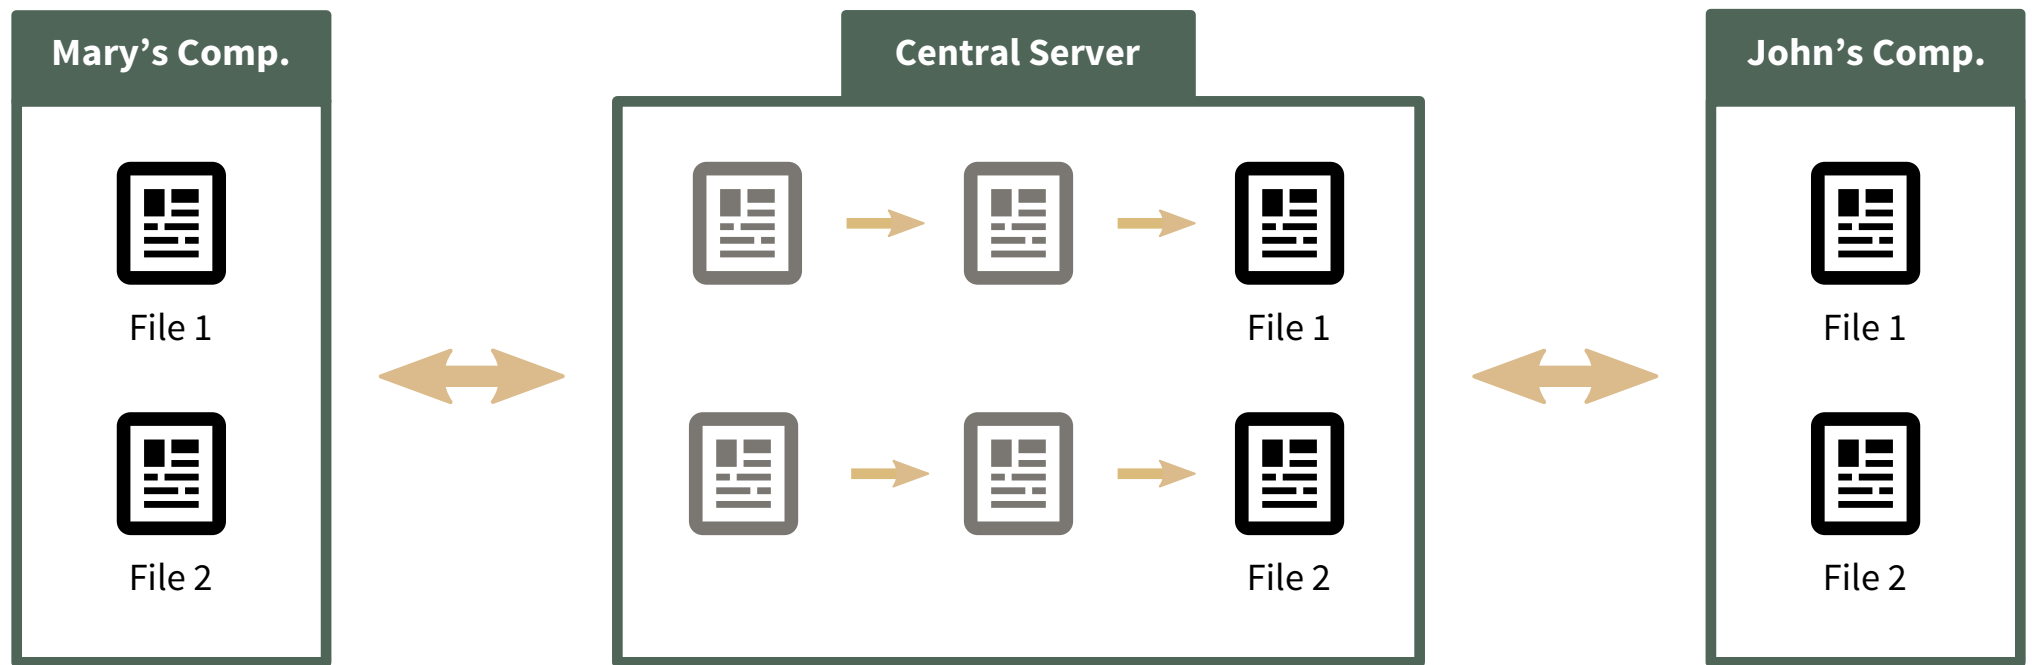 Mary’s Comp.
Central Server
John’s Comp.
File 1
File 1
File 1
File 2
File 2
File 2